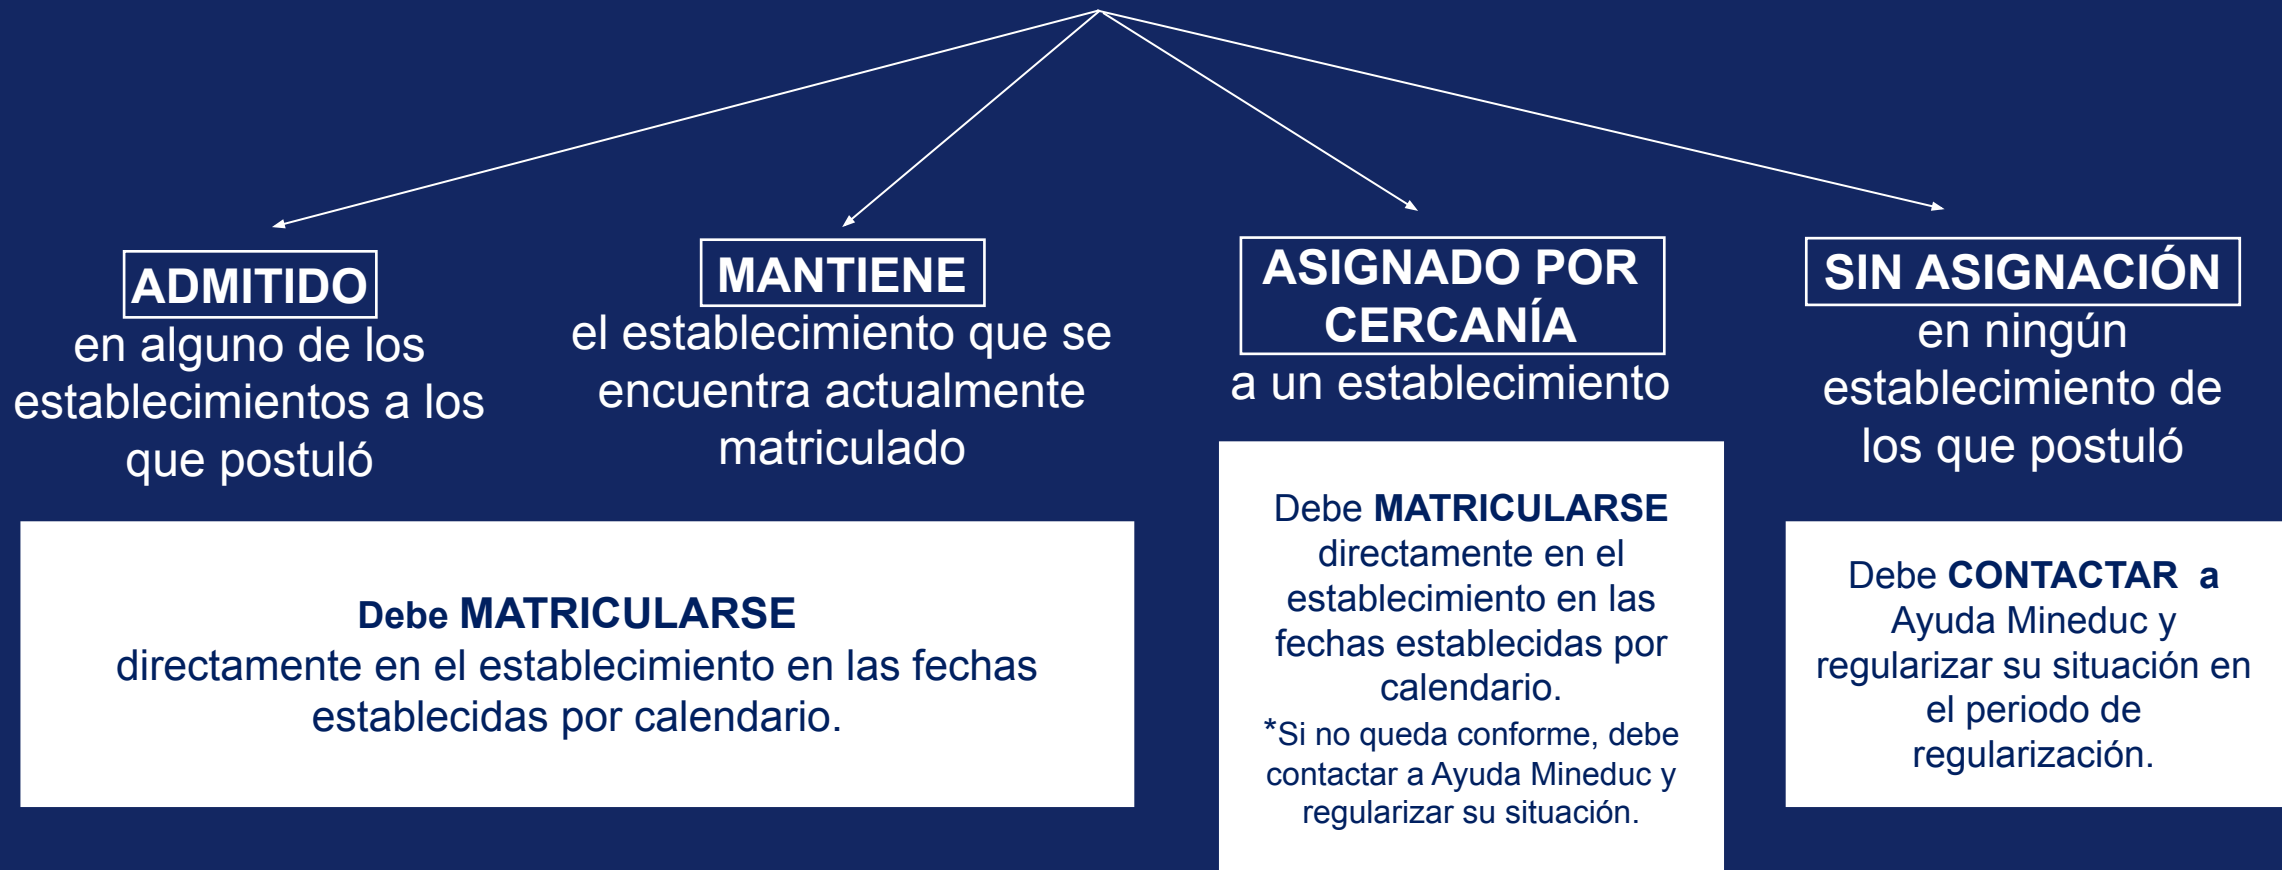 ADMITIDO
en alguno de los
establecimientos a los
que postuló
MANTIENE
el establecimiento que se
encuentra actualmente
matriculado
Debe MATRICULARSE
directamente en el establecimiento en las fechas
establecidas por calendario.
ASIGNADO POR
CERCANÍA
a un establecimiento
Debe MATRICULARSE
directamente en el
establecimiento en las
fechas establecidas por
calendario.
*Si no queda conforme, debe
contactar a Ayuda Mineduc y
regularizar su situación.
SIN ASIGNACIÓN
en ningún
establecimiento de
los que postuló
Debe CONTACTAR a
Ayuda Mineduc y
regularizar su situación en
el periodo de
regularización.